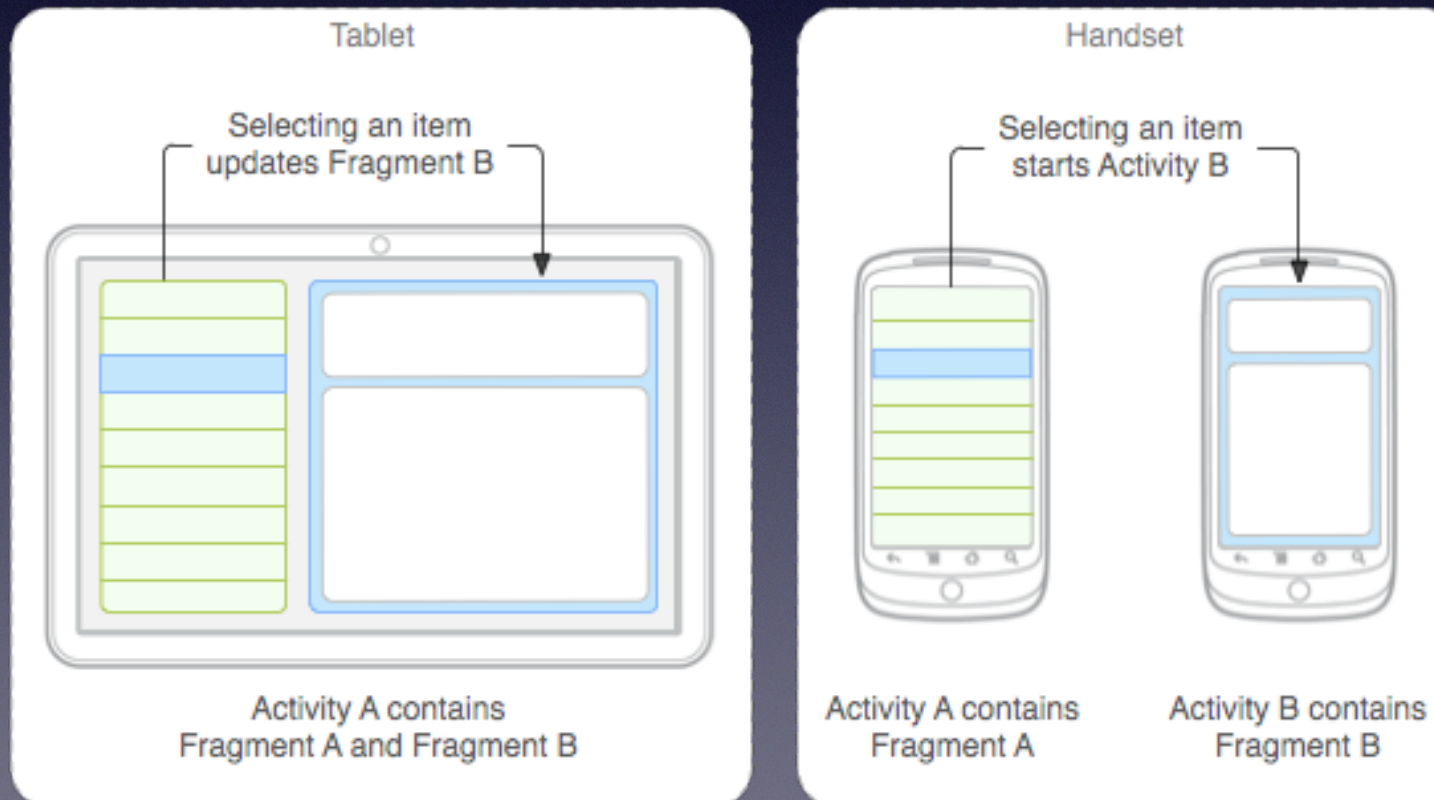 Tablet
Selecting an item
updates Fragment B
Activity A contains
Fragment A and Fragment B
Handset
Selecting an item
starts Activity B
Activity A contains
Fragment A
Activity B contains
Fragment B